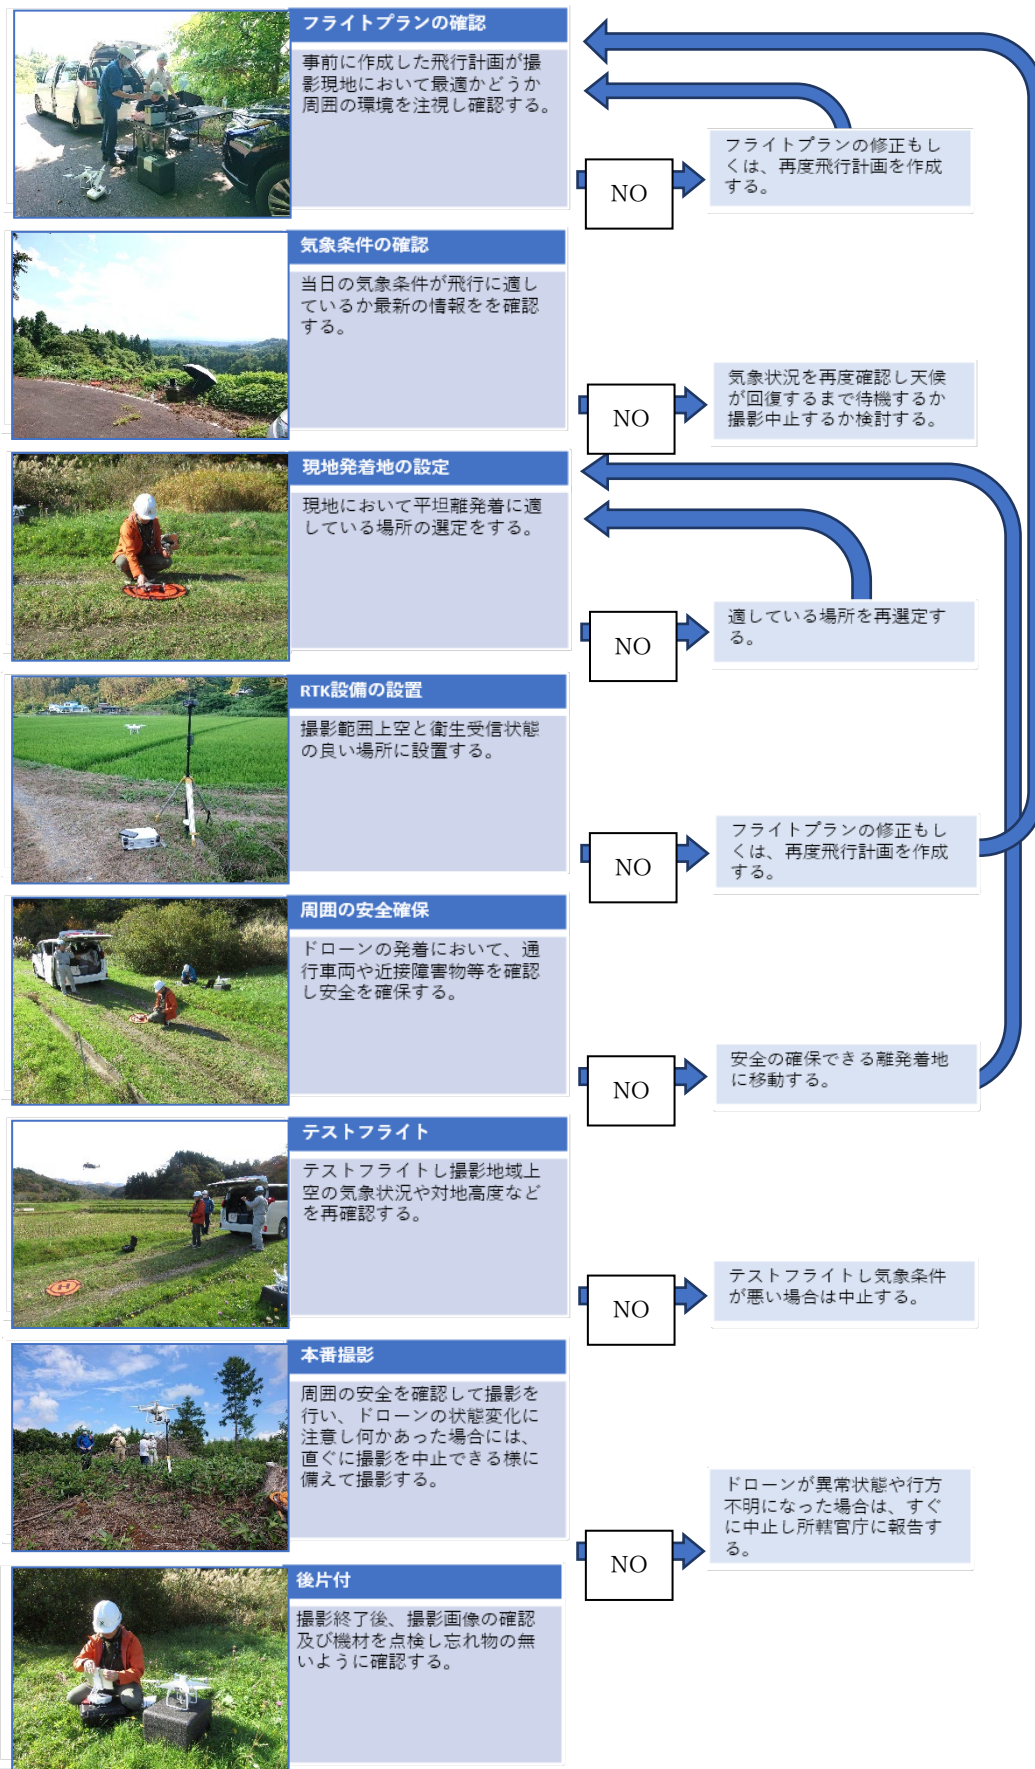 フライトプランの確認
事前に作成した飛行計画が撮
影現地において最適かどうか
周囲の環境を注視し確認する。
NO
フライトプランの修正もし
くは、再度飛行計画を作成
する。
気象条件の確認
当日の気象条件が飛行に適し
ているか最新の情報をを確認
する。
NO
気象状況を再度確認し天候
が回復するまで待機するか
撮影中止するか検討する。
現地発着地の設定
現地において平坦離発着に適
している場所の選定をする。
NO
適している場所を再選定す
る。
RTK設備の設置
撮影範囲上空と衛生受信状態
の良い場所に設置する。
NO
フライトプランの修正もし
くは、再度飛行計画を作成
する。
周囲の安全確保
ドローンの発着において、通
行車両や近接障害物等を確認
し安全を確保する。
NO
安全の確保できる離発着地
に移動する。
テストフライト
テストフライトし撮影地域上
空の気象状況や対地高度など
を再確認する。
NO
テストフライトし気象条件
が悪い場合は中止する。
本番撮影
周囲の安全を確認して撮影を
行い、ドローンの状態変化に
注意し何かあった場合には、
直ぐに撮影を中止できる様に
備えて撮影する。
NO
ドローンが異常状態や行方
不明になった場合は、すぐ
に中止し所轄官庁に報告す
る。
後片付
撮影終了後、撮影画像の確認
及び機材を点検し忘れ物の無
いように確認する。
H